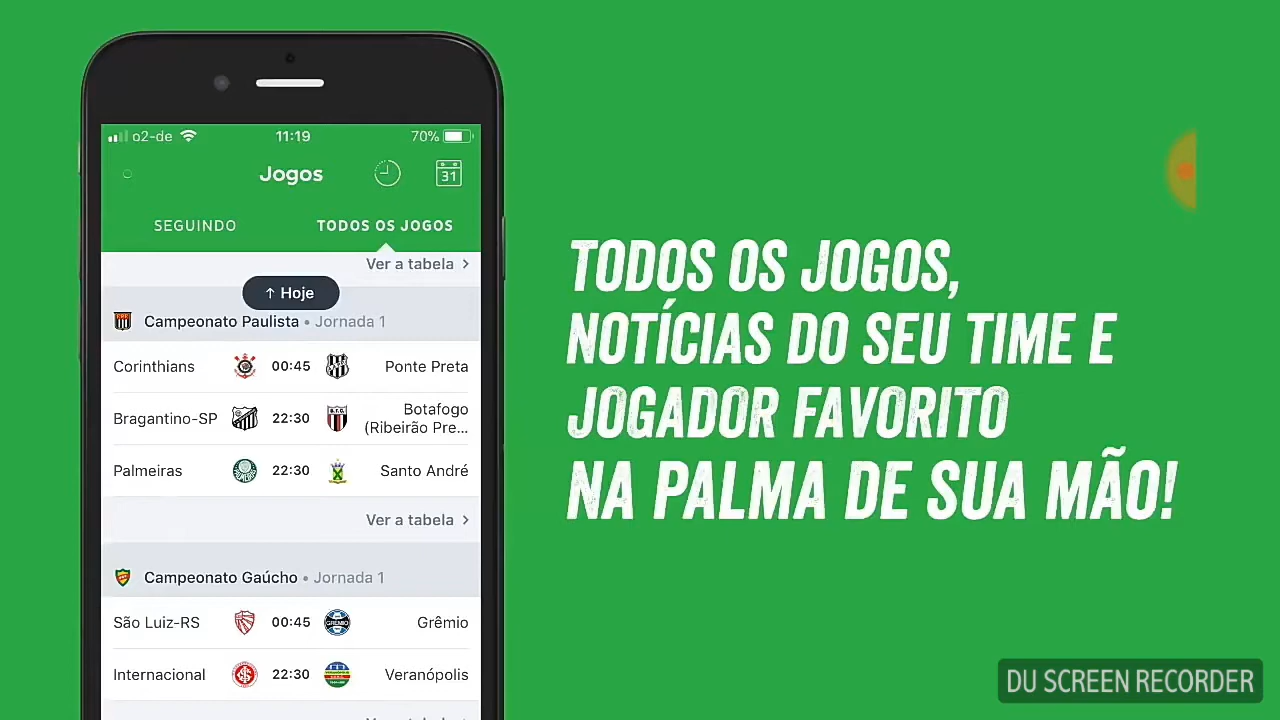 o2-de 11:19 70%
Jogos 31
SEGUINDO TODOS OS JOGOS
Ver a tabela >
↑ Hoje
Campeonato Paulista • Jornada 1
Corinthians 00:45 Ponte Preta
Bragantino-SP 22:30 Botafogo
(Ribeirão Pre...
Palmeiras 22:30 Santo André
Ver a tabela >
Campeonato Gaúcho • Jornada 1
São Luiz-RS 00:45 GRÊMIO Grêmio
Internacional 22:30 Veranópolis
TODOS OS JOGOS,
NOTÍCIAS DO SEU TIME E
JOGADOR FAVORITO
NA PALMA DE SUA MÃO!
DU SCREEN RECORDER